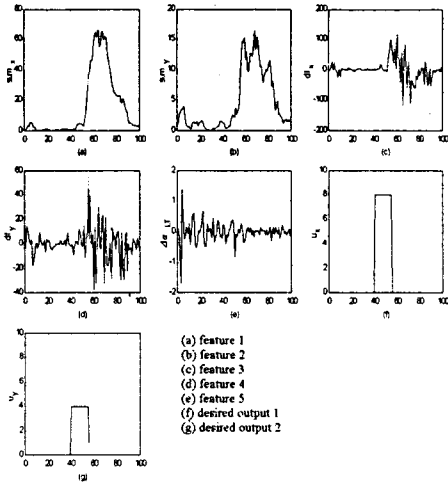 80
60
40
20
0
sum_x
0 20 40 60 80 100
(a)
20
15
10
5
0
sum_y
0 20 40 60 80 100
(b)
200
100
0
-100
-200
0 20 40 60 80 100
(c)
60
40
20
0
-20
-40
0 20 40 60 80 100
(d)
2
1
0
-1
-2
0 20 40 60 80 100
(e)
10
8
6
4
2
0
u_x
0 20 40 60 80 100
(f)
10
8
6
4
2
0
u_y
0 20 40 60 80 100
(g)
(a) feature 1
(b) feature 2
(c) feature 3
(d) feature 4
(e) feature 5
(f) desired output 1
(g) desired output 2